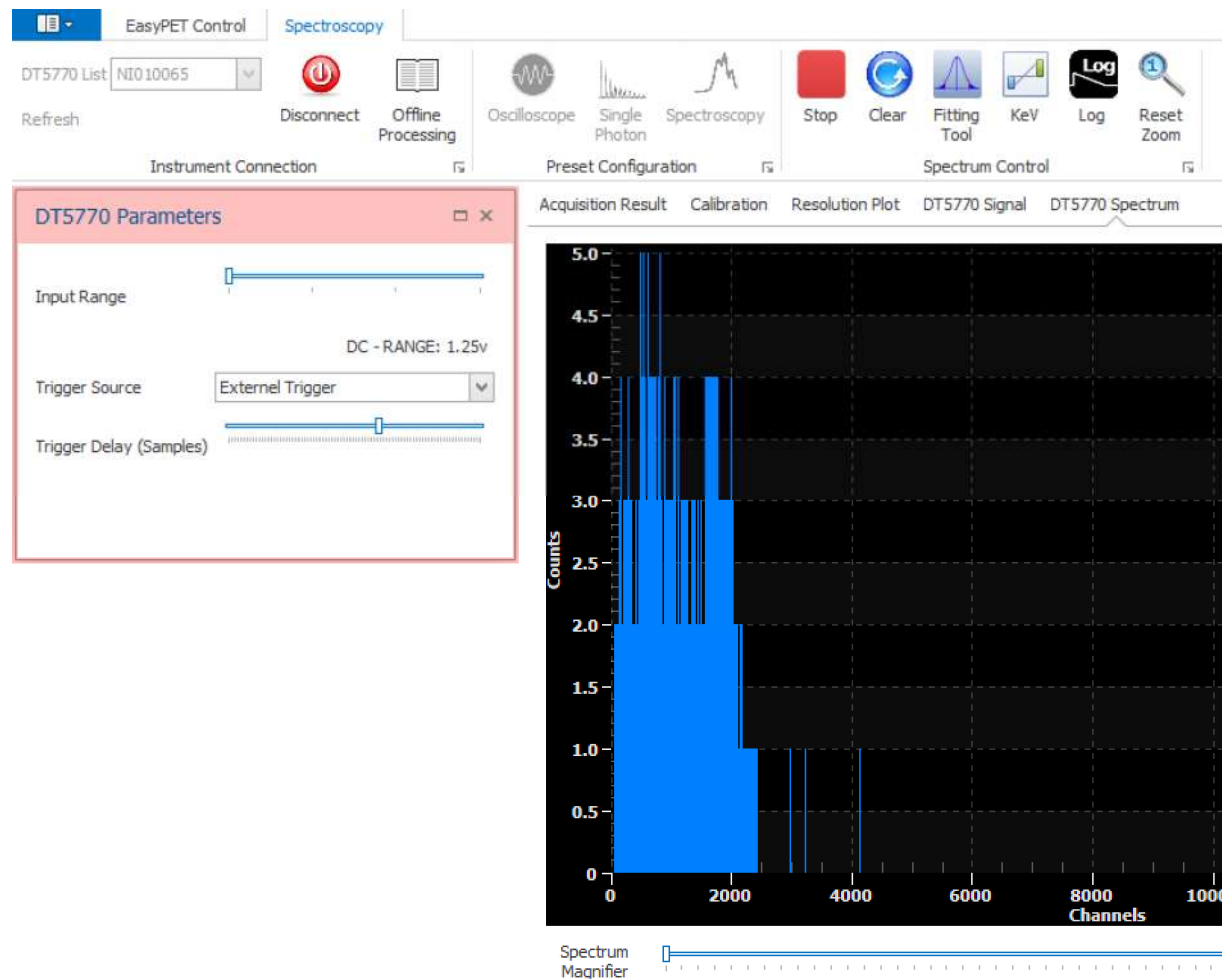 EasyPET Control Spectroscopy
DT5770 List NI010065
Refresh
Disconnect
Offline
Processing
Instrument Connection
Oscilloscope
Single
Photon
Spectroscopy
Preset Configuration
Stop
Clear
Fitting
Tool
KeV
Log
Log
1
Reset
Zoom
Spectrum Control
DT5770 Parameters
Input Range
DC - RANGE: 1.25v
Trigger Source Externel Trigger
Trigger Delay (Samples)
Acquisition Result Calibration Resolution Plot DT5770 Signal DT5770 Spectrum
5.0
4.5
4.0
3.5
3.0
2.5
2.0
1.5
1.0
0.5
0
Counts
0 2000 4000 6000 8000 1000
Channels
Spectrum
Magnifier